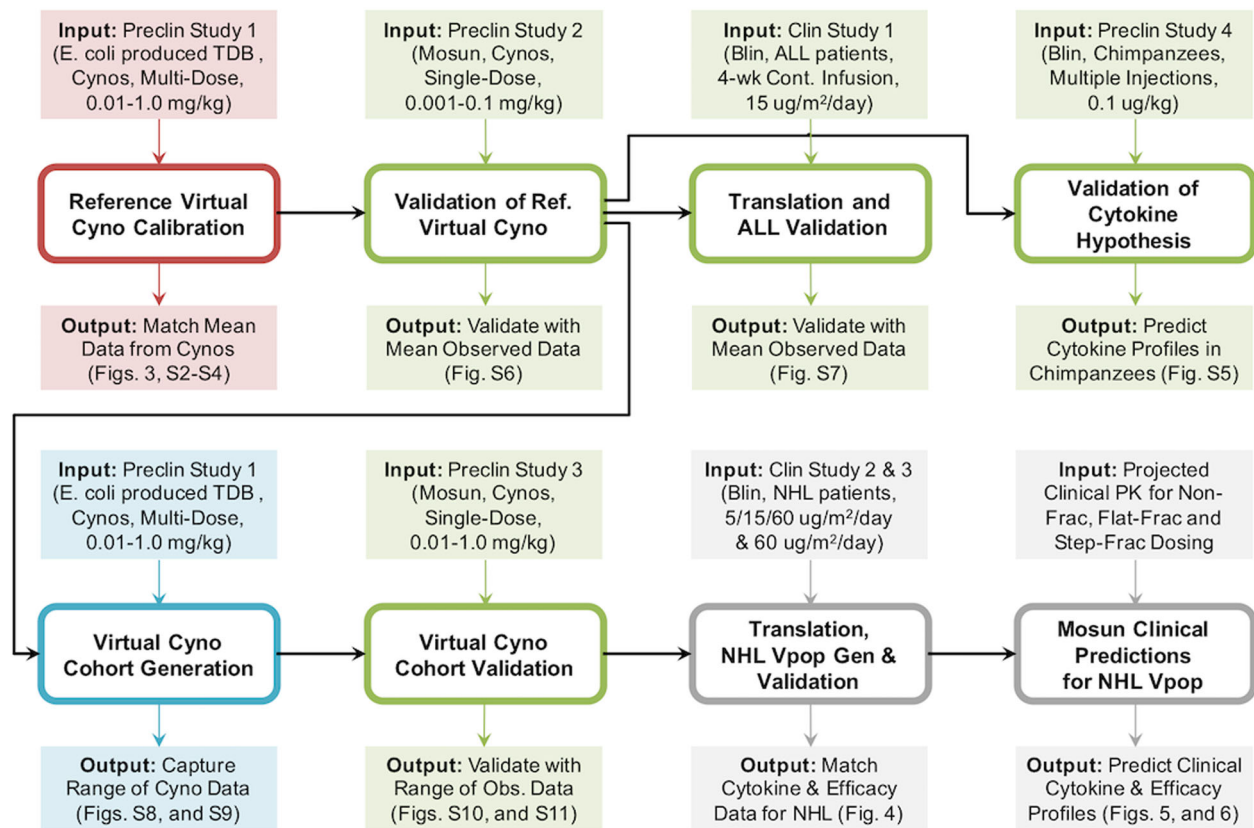 Input: Preclin Study 1
(E. coli produced TDB ,
Cynos, Multi-Dose,
0.01-1.0 mg/kg)
Input: Preclin Study 2
(Mosun, Cynos,
Single-Dose,
0.001-0.1 mg/kg)
Input: Clin Study 1
(Blin, ALL patients,
4-wk Cont. Infusion,
15 ug/m²/day)
Input: Preclin Study 4
(Blin, Chimpanzees,
Multiple Injections,
0.1 ug/kg)
Reference Virtual
Cyno Calibration
Validation of Ref.
Virtual Cyno
Translation and
ALL Validation
Validation of
Cytokine
Hypothesis
Output: Match Mean
Data from Cynos
(Figs. 3, S2-S4)
Output: Validate with
Mean Observed Data
(Fig. S6)
Output: Validate with
Mean Observed Data
(Fig. S7)
Output: Predict
Cytokine Profiles in
Chimpanzees (Fig. S5)
Input: Preclin Study 1
(E. coli produced TDB ,
Cynos, Multi-Dose,
0.01-1.0 mg/kg)
Input: Preclin Study 3
(Mosun, Cynos,
Single-Dose,
0.01-1.0 mg/kg)
Input: Clin Study 2 & 3
(Blin, NHL patients,
5/15/60 ug/m²/day
& 60 ug/m²/day)
Input: Projected
Clinical PK for Non-
Frac, Flat-Frac and
Step-Frac Dosing
Virtual Cyno
Cohort Generation
Virtual Cyno
Cohort Validation
Translation,
NHL Vpop Gen &
Validation
Mosun Clinical
Predictions
for NHL Vpop
Output: Capture
Range of Cyno Data
(Figs. S8, and S9)
Output: Validate with
Range of Obs. Data
(Figs. S10, and S11)
Output: Match
Cytokine & Efficacy
Data for NHL (Fig. 4)
Output: Predict Clinical
Cytokine & Efficacy
Profiles (Figs. 5, and 6)